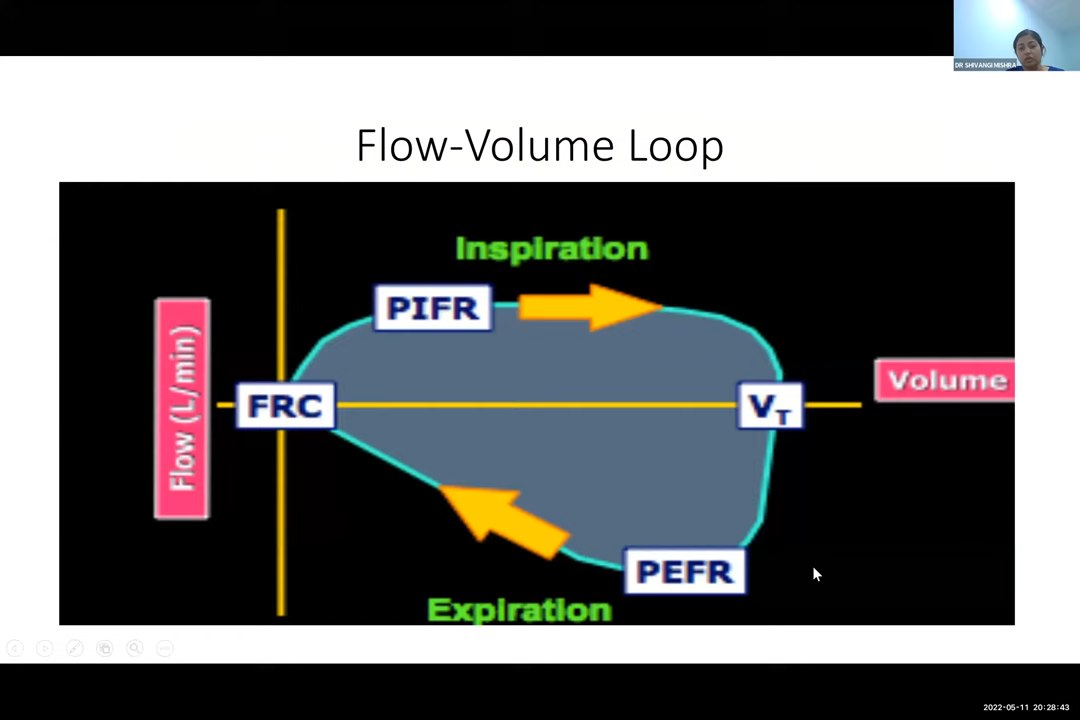 DR SHIVANGI MISHRA
Flow-Volume Loop
Inspiration
PIFR
Flow (L/min)
FRC
VT
Volume
PEFR
Expiration
2022-05-11 20:28:43